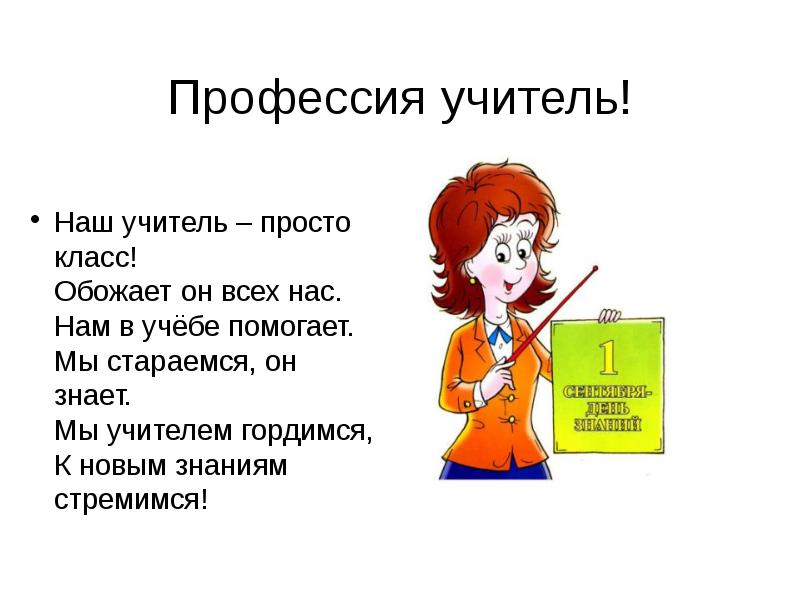 Профессия учитель!
• Наш учитель – просто
класс!
Обожает он всех нас.
Нам в учёбе помогает.
Мы стараемся, он
знает.
Мы учителем гордимся,
К новым знаниям
стремимся!
1
СЕНТЯБРЯ-
ДЕНЬ
ЗНАНИЙ